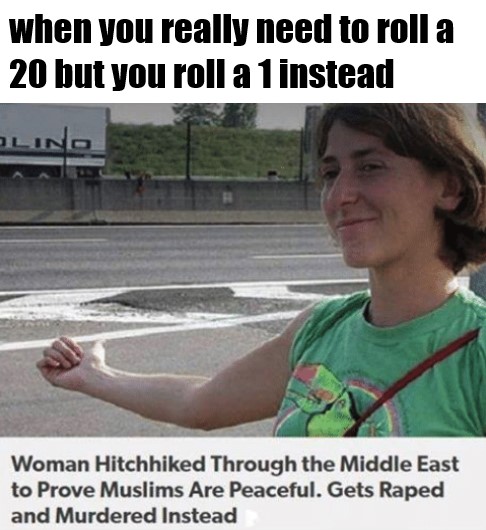 when you really need to roll a
20 but you roll a 1 instead
OLINO
Woman Hitchhiked Through the Middle East
to Prove Muslims Are Peaceful. Gets Raped
and Murdered Instead